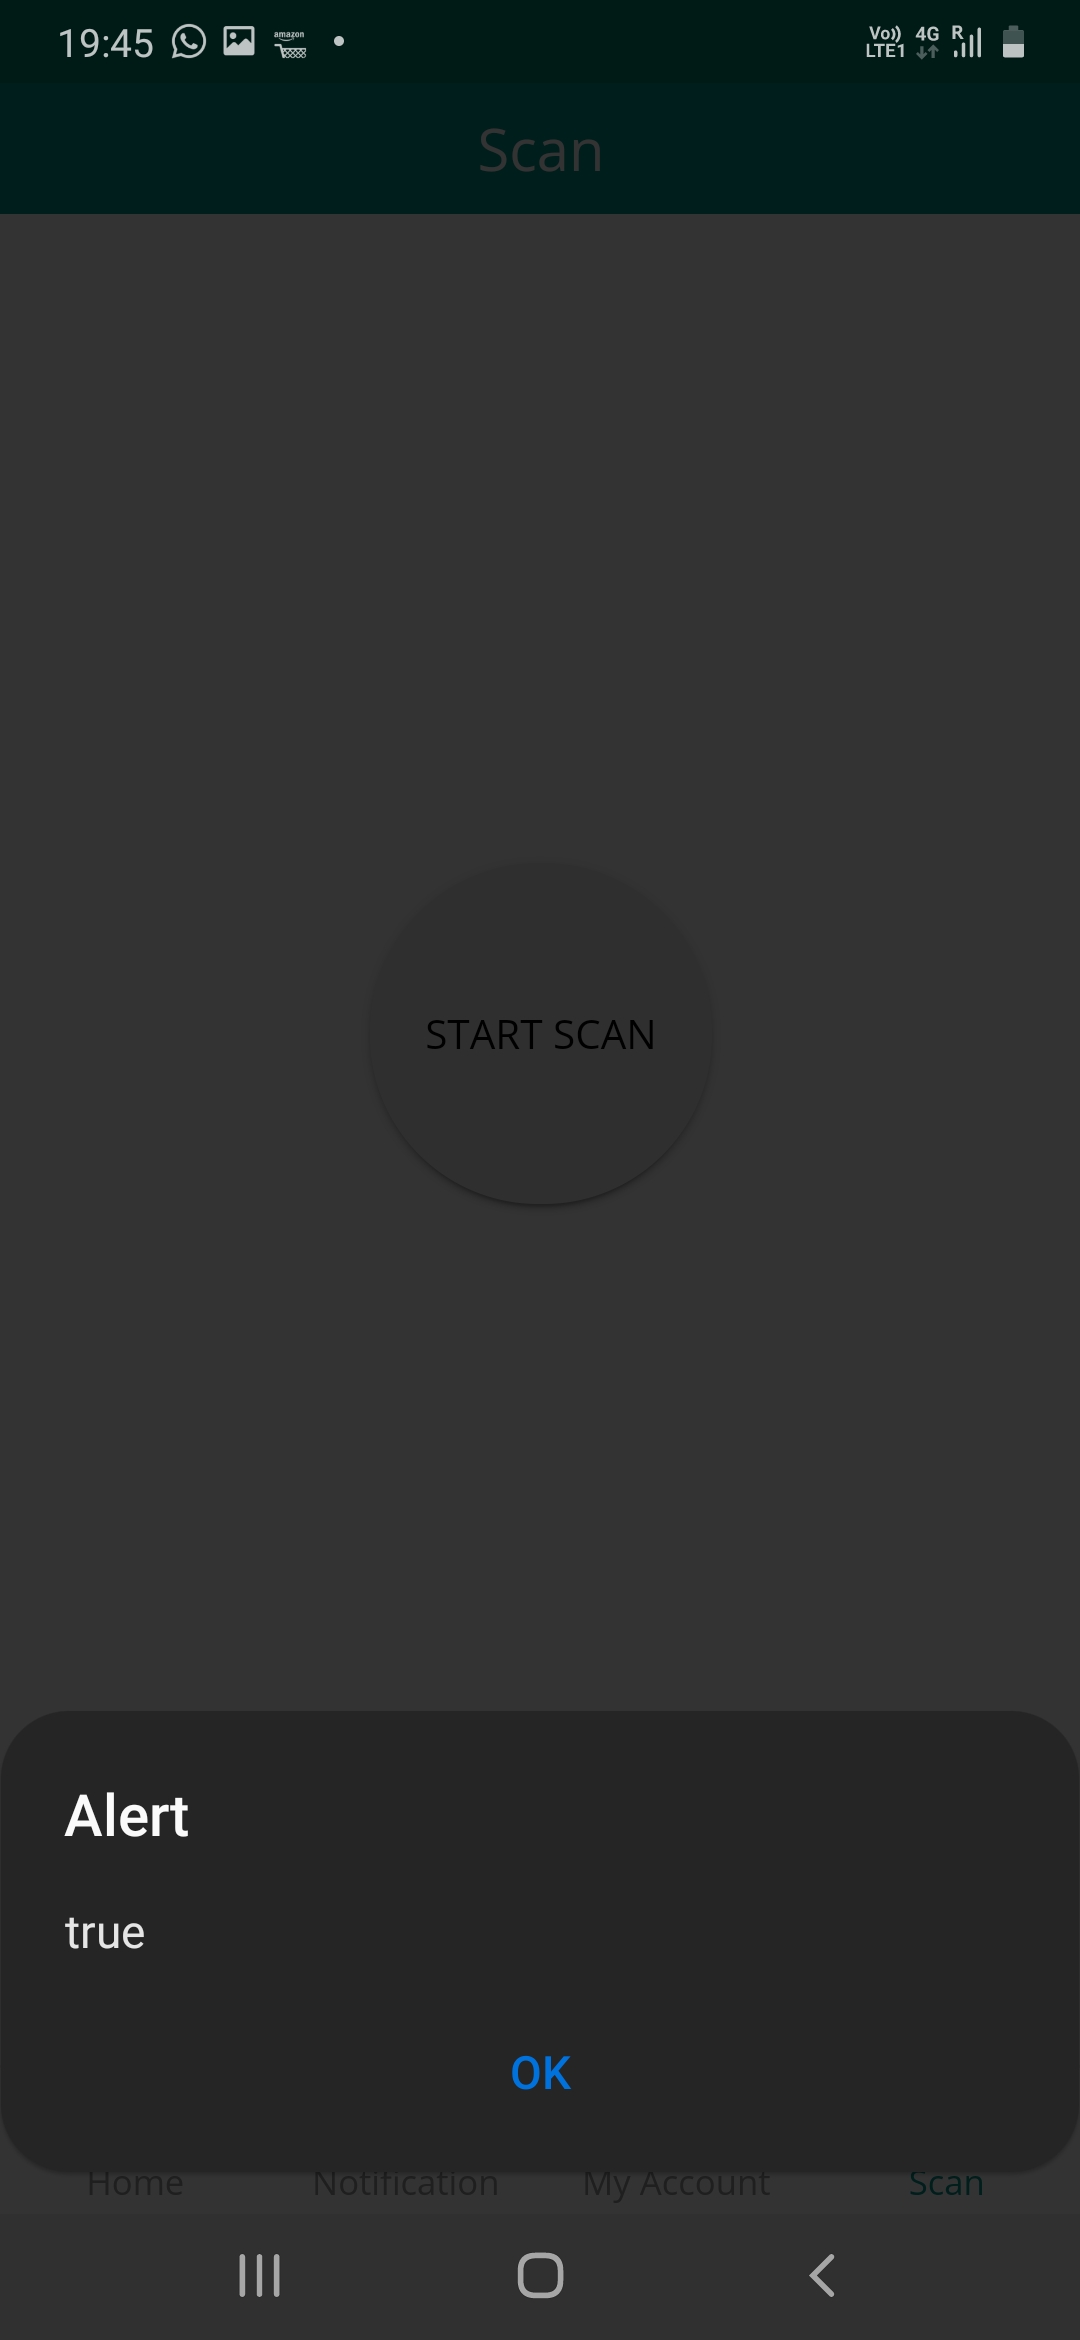 19:45 amazon Vo)) LTE1 4G R
Scan
START SCAN
Alert
true
OK
Home Notification My Account Scan